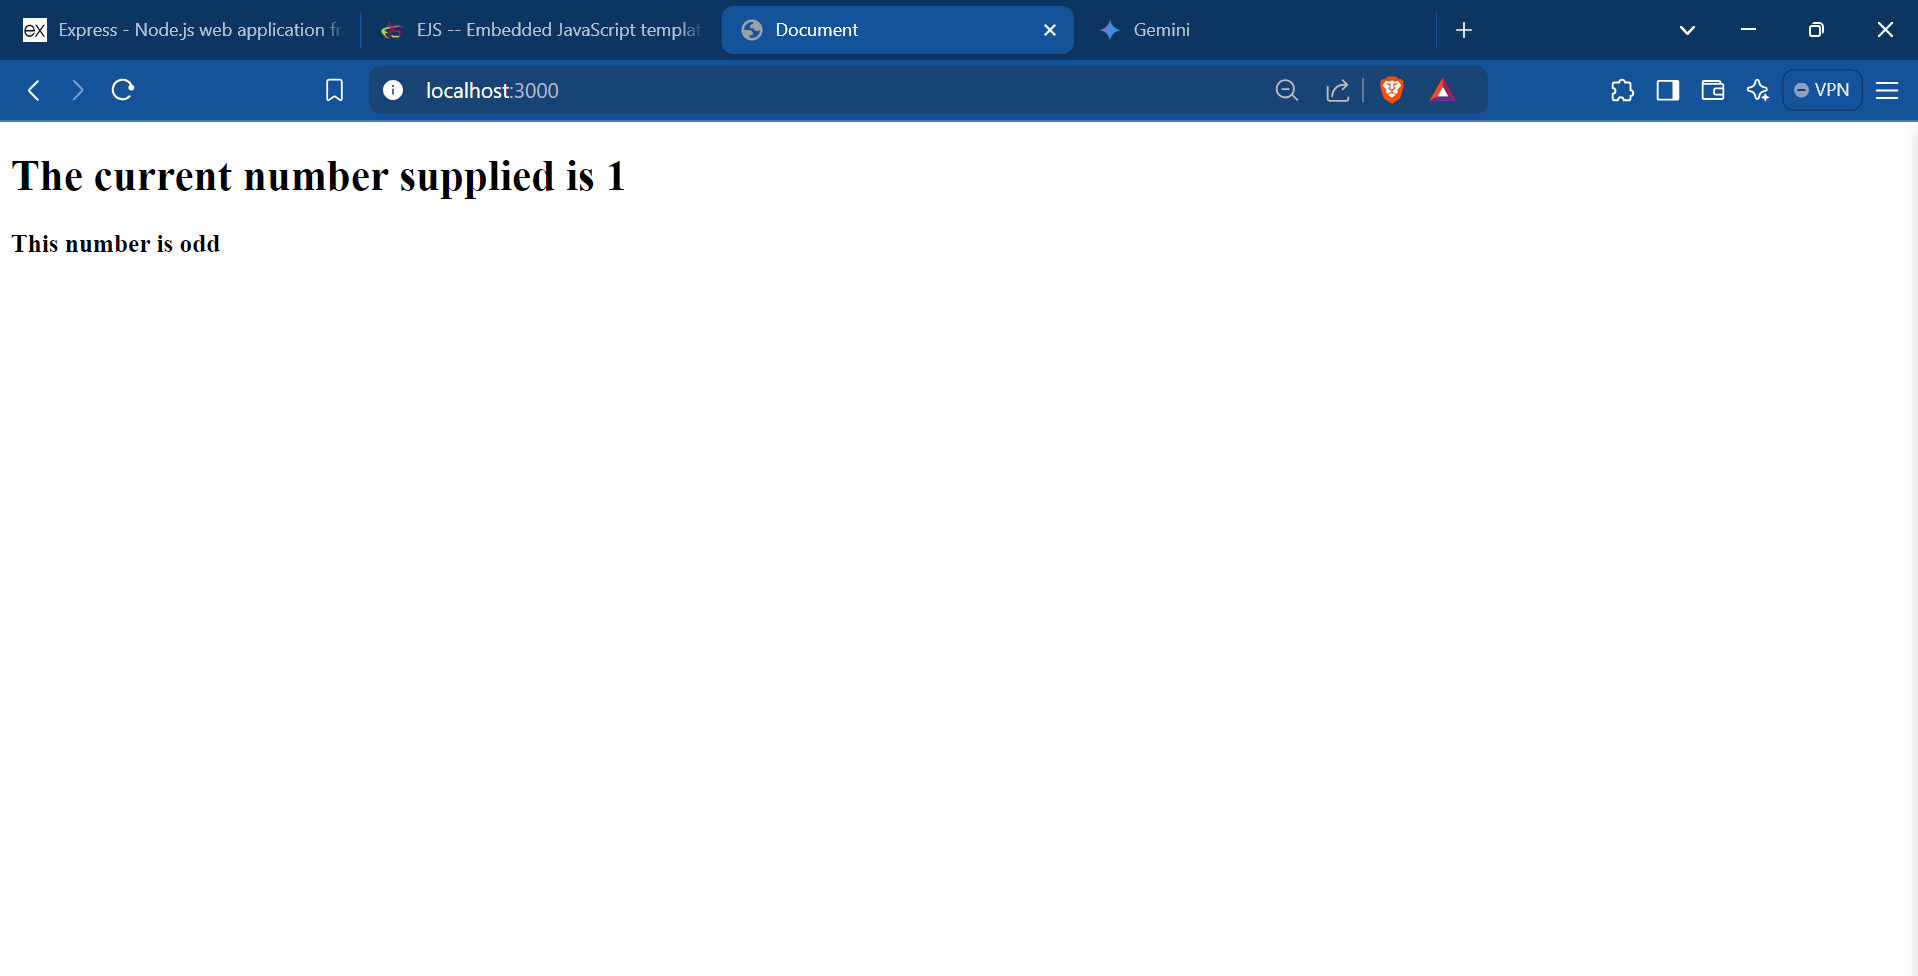 ex Express - Node.js web application fr
EJS -- Embedded JavaScript templat
Document
Gemini
localhost:3000
VPN
The current number supplied is 1
This number is odd